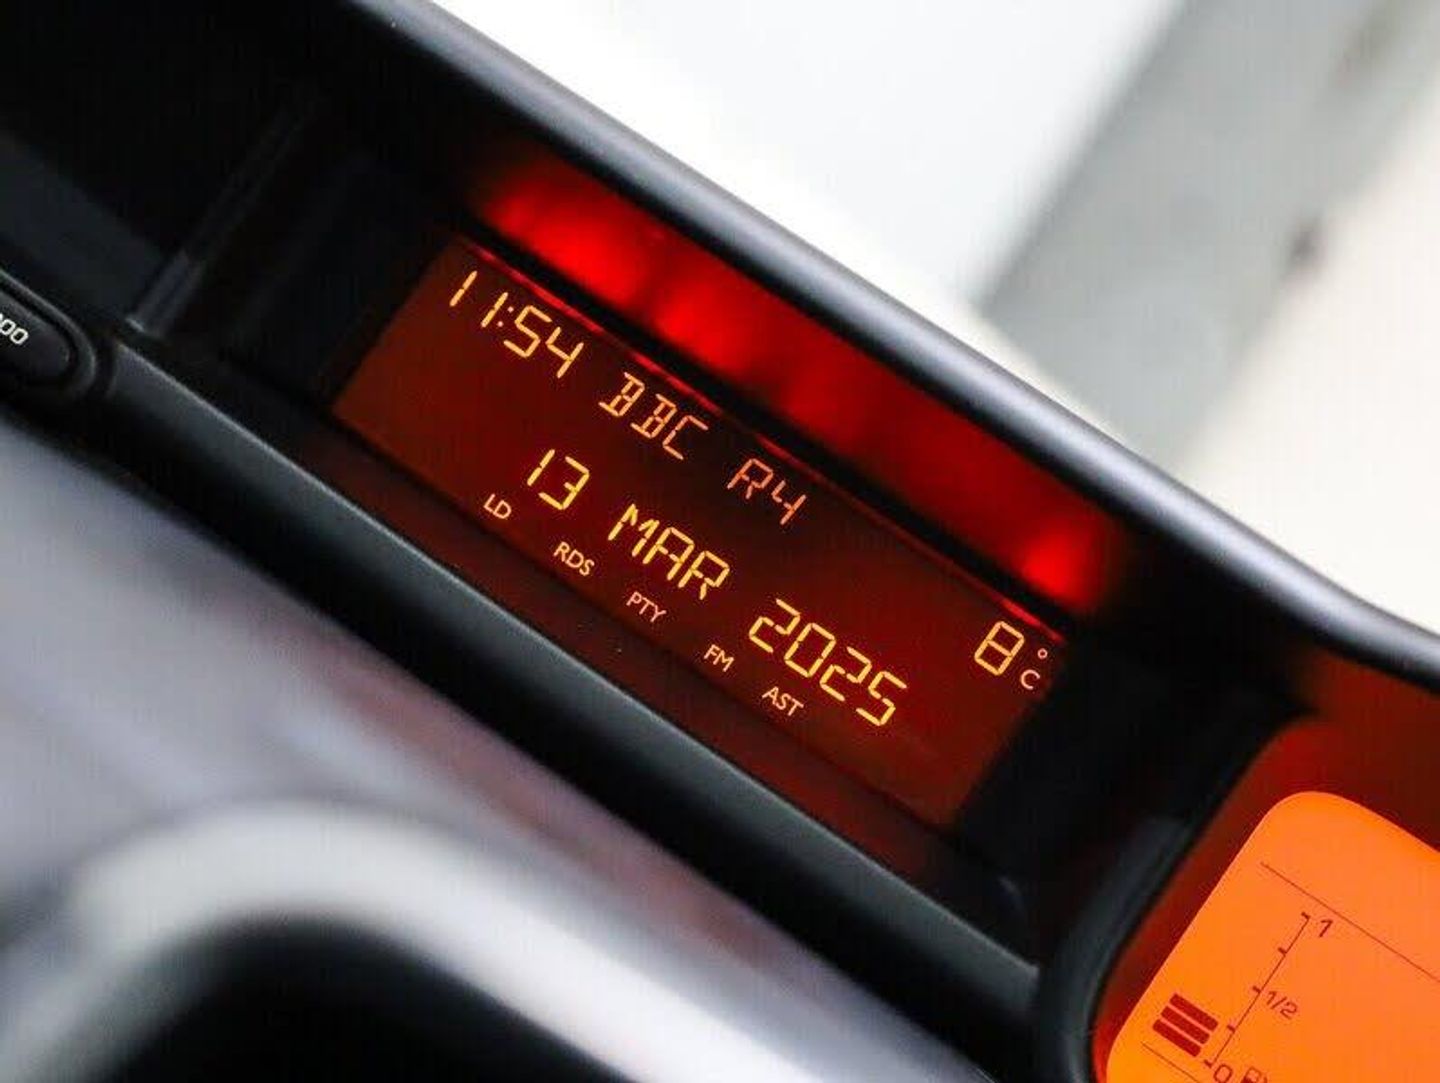 11:54 BBC R4 8°C
13 MAR 2025
LD RDS PTY FM AST
1
1/2
0